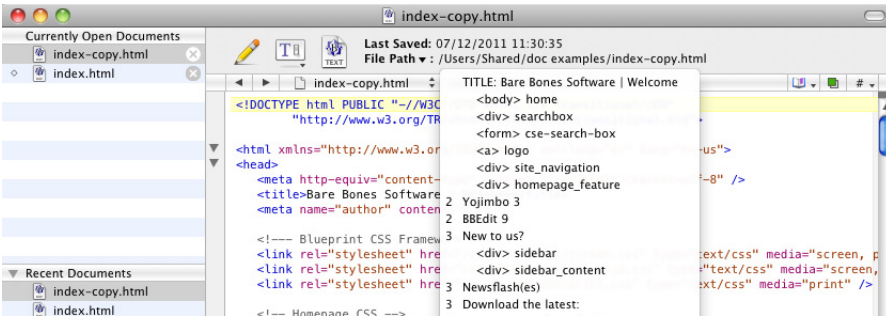 index-copy.html
Currently Open Documents
index-copy.html
index.html
Last Saved: 07/12/2011 11:30:35
File Path ▾ : /Users/Shared/doc examples/index-copy.html
TEXT
index-copy.html
#
TITLE: Bare Bones Software | Welcome
<body> home
<div> searchbox
<form> cse-search-box
<a> logo
<div> site_navigation
<div> homepage_feature
2 Yojimbo 3
2 BBEdit 9
3 New to us?
<div> sidebar
<div> sidebar_content
3 Newsflash(es)
3 Download the latest:
<!DOCTYPE html PUBLIC "-//W3C
"http://www.w3.org/TR
<html xmlns="http://www.w3.or
-us">
<head>
<meta http-equiv="content-
-8" />
<title>Bare Bones Software
<meta name="author" conten
<!--- Blueprint CSS Framew
<link rel="stylesheet" hre
text/css" media="screen, p
<link rel="stylesheet" hre
"text/css" media="screen,
<link rel="stylesheet" hre
ext/css" media="print" />
<!-- Homepage CSS -->
Recent Documents
index-copy.html
index.html